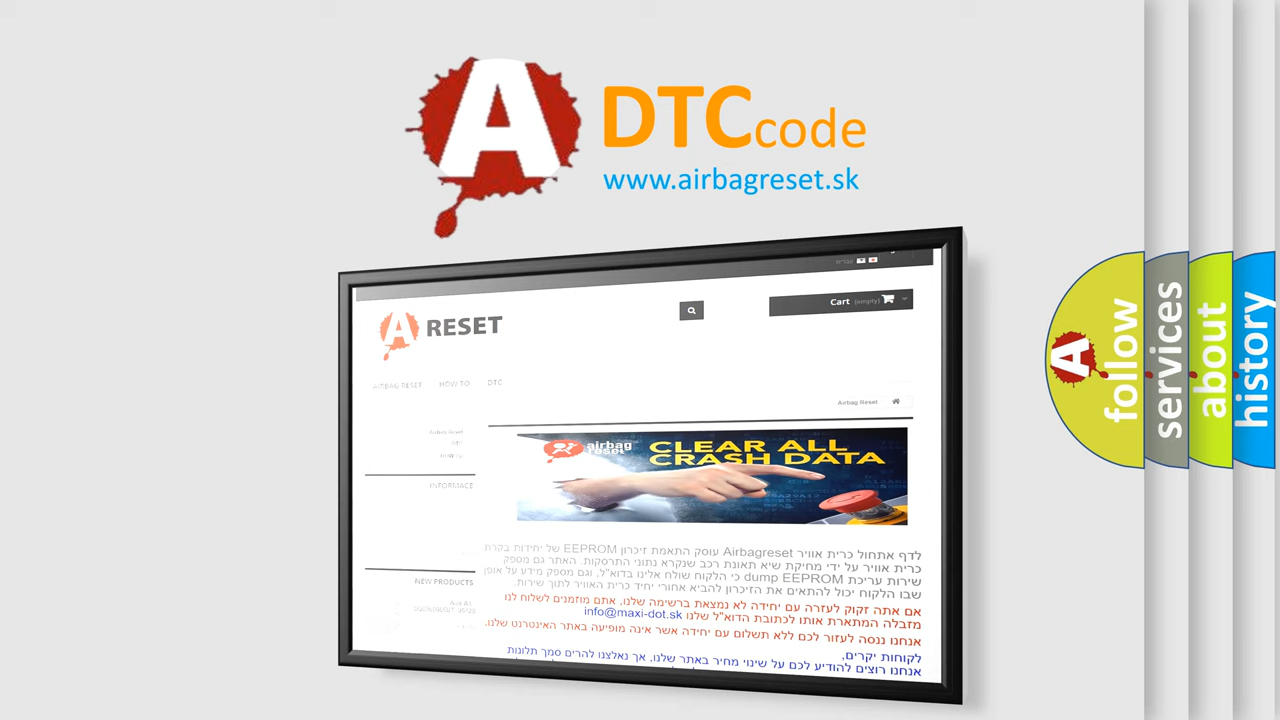 A
DTC code
www.airbagreset.sk
עברית
Cart (empty)
A RESET
AIRBAG RESET HOW TO DTC
Airbag Reset
Airbag Reset
HOW TO
INFORMACE
NEW PRODUCTS
airbag
reset
CLEAR ALL
CRASH DATA
לדף אתחול כרית אוויר Airbagreset עוסק התאמת זיכרון EEPROM של יחידות בקרת
כרית אוויר על ידי מחיקת שיא תאונת רכב שנקרא נתוני התרסקות. האתר גם מספק
שירות עריכת dump EEPROM כי הלקוח שולח אלינו בדוא"ל, וגם מספק מידע על אופן
שבו הלקוח יכול להתאים את הזיכרון להביא אחורי יחיד כרית האוויר לתוך שירות.
אם אתה זקוק לעזרה עם יחידה לא נמצאת ברשימה שלנו, אתם מוזמנים לשלוח לנו
מזבלה המתארת אותו לכתובת הדוא"ל שלנו info@maxi-dot.sk
אנחנו ננסה לעזור לכם ללא תשלום עם יחידה אשר אינה מופיעה באתר האינטרנט שלנו.
לקוחות יקרים,
אנחנו רוצים להודיע לכם על שינוי מחיר באתר שלנו, אך נאלצנו להרים סמך תלונות
A follow
services
about
history